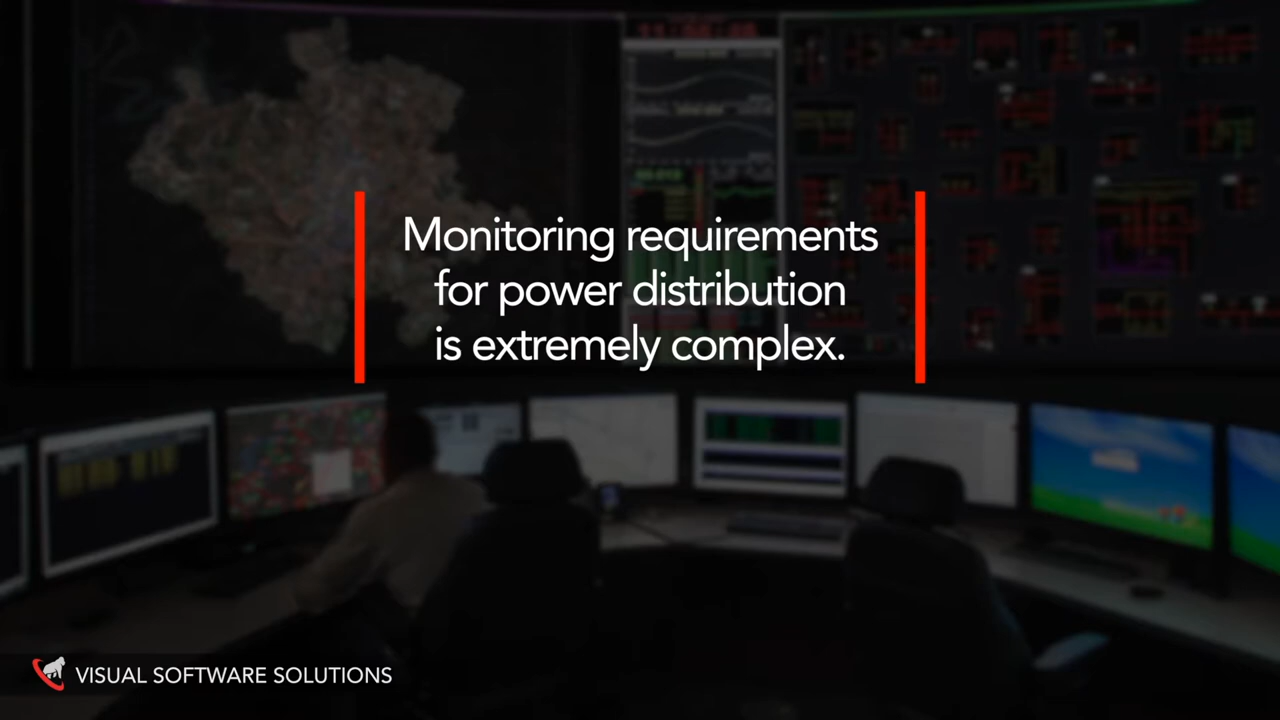 Monitoring requirements
for power distribution
is extremely complex.
VISUAL SOFTWARE SOLUTIONS